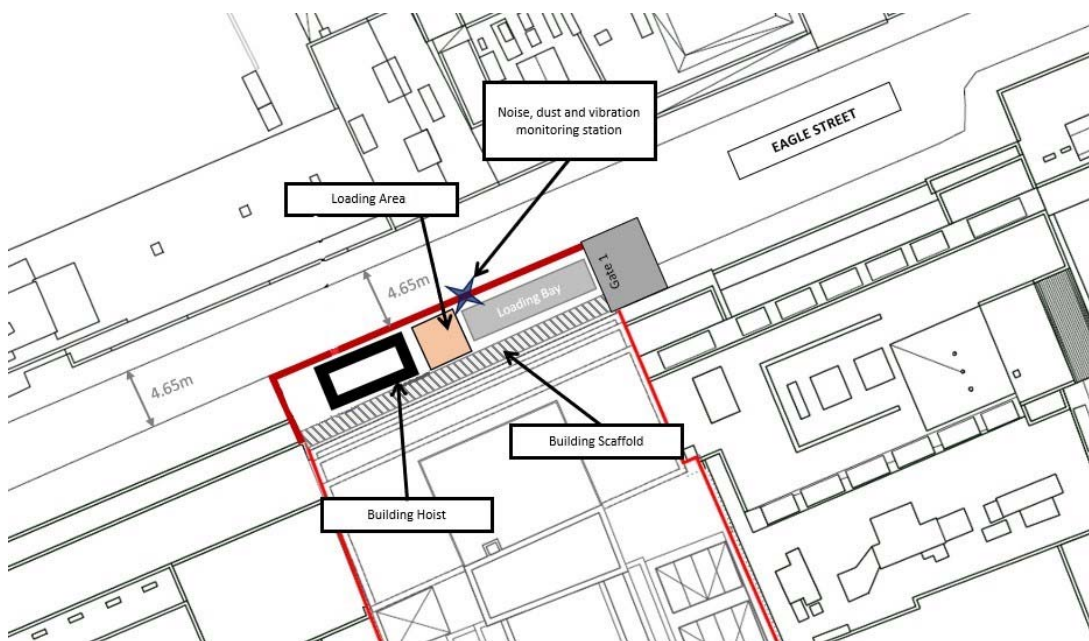 Noise, dust and vibration
monitoring station
EAGLE STREET
Loading Area
Gate 1
4.65m
Loading Bay
4.65m
Building Scaffold
Building Hoist